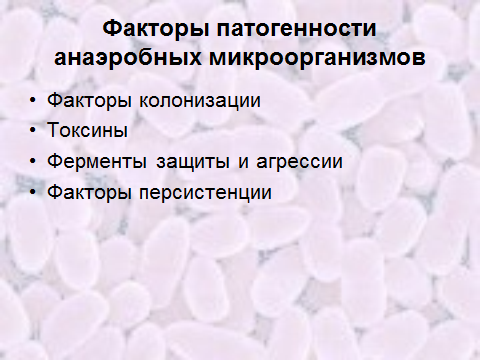 Факторы патогенности
анаэробных микроорганизмов
• Факторы колонизации
• Токсины
• Ферменты защиты и агрессии
• Факторы персистенции